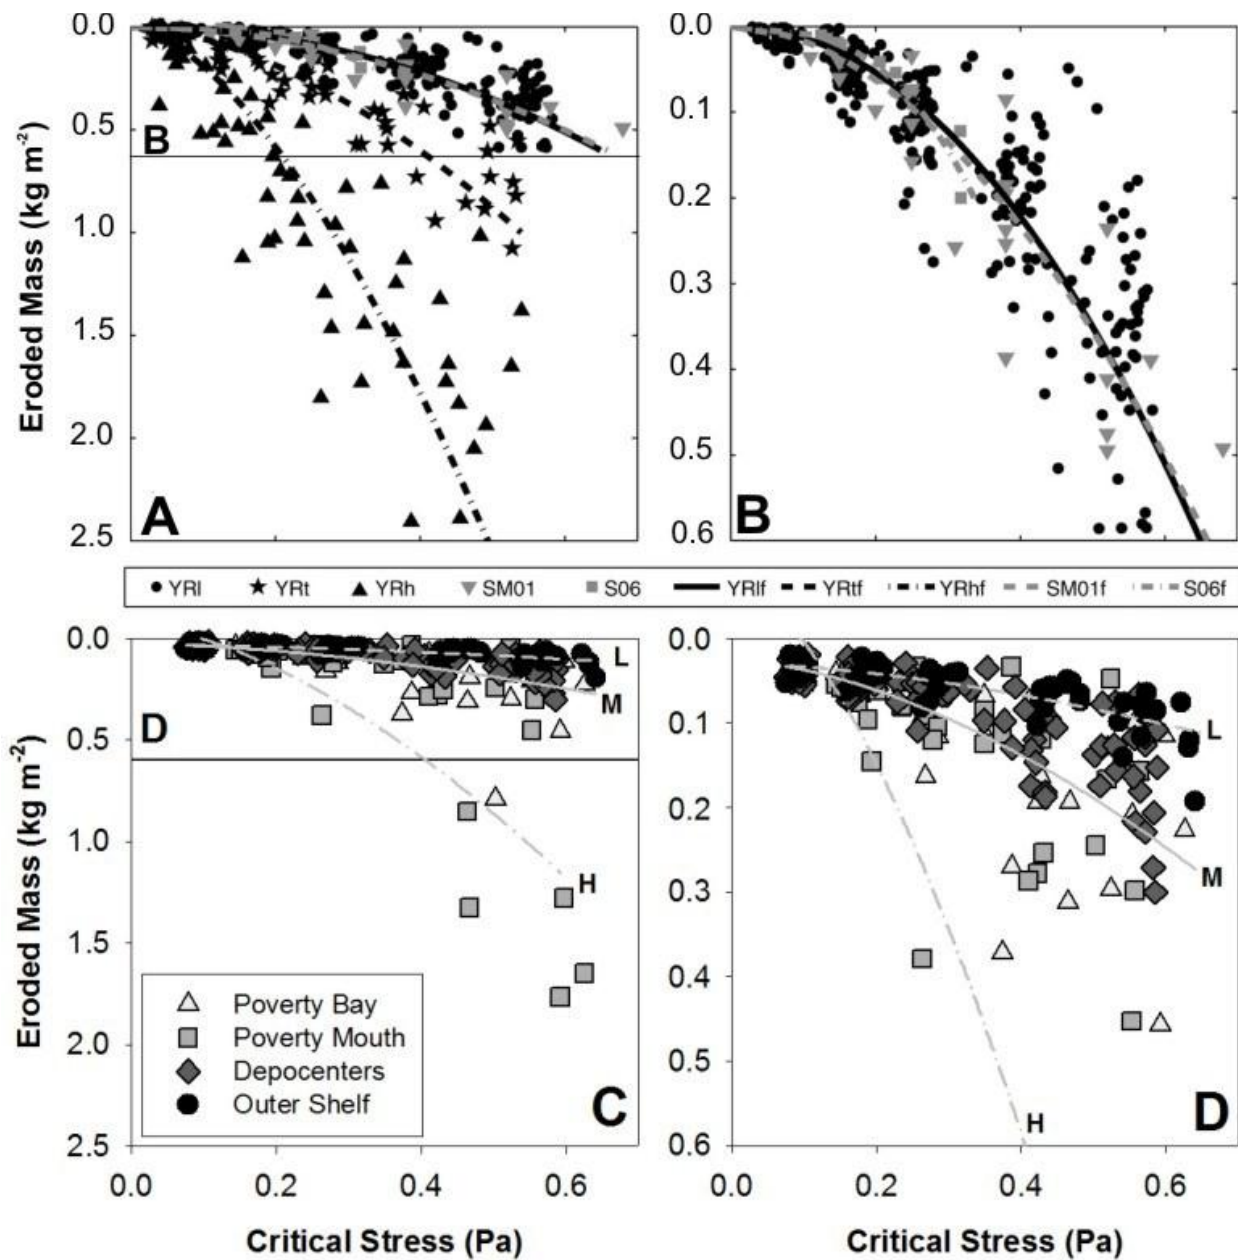 0.0
0.5
1.0
1.5
2.0
2.5
Eroded Mass (kg m⁻²)
B
A
0.0
0.1
0.2
0.3
0.4
0.5
0.6
B
YRl YRt YRh SM01 S06 YRlf YRtf YRhf SM01f S06f
0.0
0.5
1.0
1.5
2.0
2.5
Eroded Mass (kg m⁻²)
D
L
M
H
Poverty Bay
Poverty Mouth
Depocenters
Outer Shelf
C
0.0 0.2 0.4 0.6
Critical Stress (Pa)
0.0
0.1
0.2
0.3
0.4
0.5
0.6
L
M
H
D
0.0 0.2 0.4 0.6
Critical Stress (Pa)